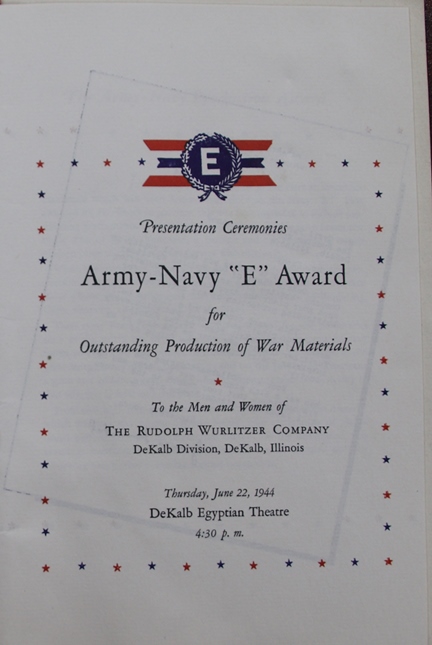 E
Presentation Ceremonies
Army-Navy “E” Award
for
Outstanding Production of War Materials
To the Men and Women of
THE RUDOLPH WURLITZER COMPANY
DeKalb Division, DeKalb, Illinois
Thursday, June 22, 1944
DeKalb Egyptian Theatre
4:30 p. m.